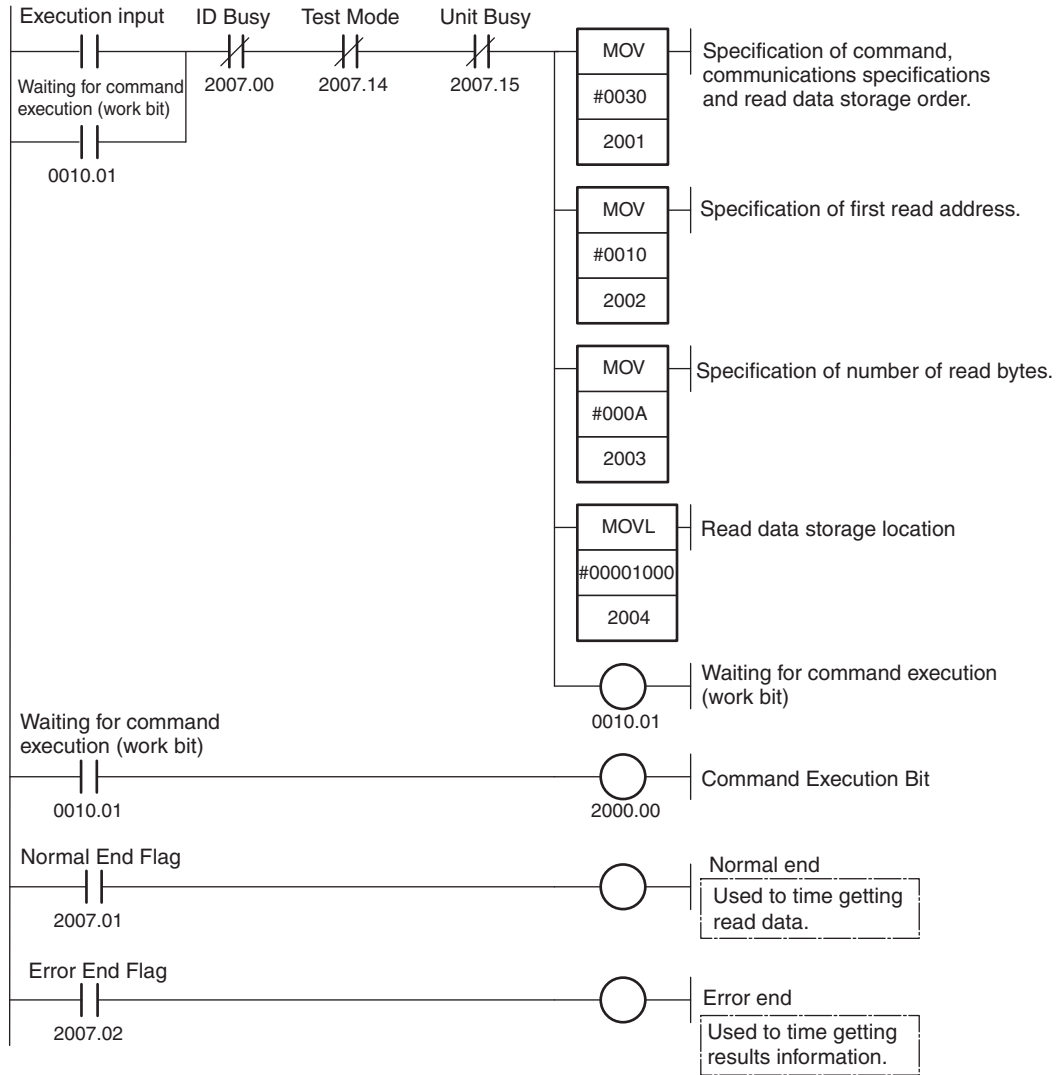 Execution input
ID Busy
Test Mode
Unit Busy
2007.00
2007.14
2007.15
Waiting for command
execution (work bit)
0010.01
MOV
#0030
2001
Specification of command,
communications specifications
and read data storage order.
MOV
#0010
2002
Specification of first read address.
MOV
#000A
2003
Specification of number of read bytes.
MOVL
#00001000
2004
Read data storage location
0010.01
Waiting for command execution
(work bit)
Waiting for command
execution (work bit)
0010.01
2000.00
Command Execution Bit
Normal End Flag
2007.01
Normal end
Used to time getting
read data.
Error End Flag
2007.02
Error end
Used to time getting
results information.